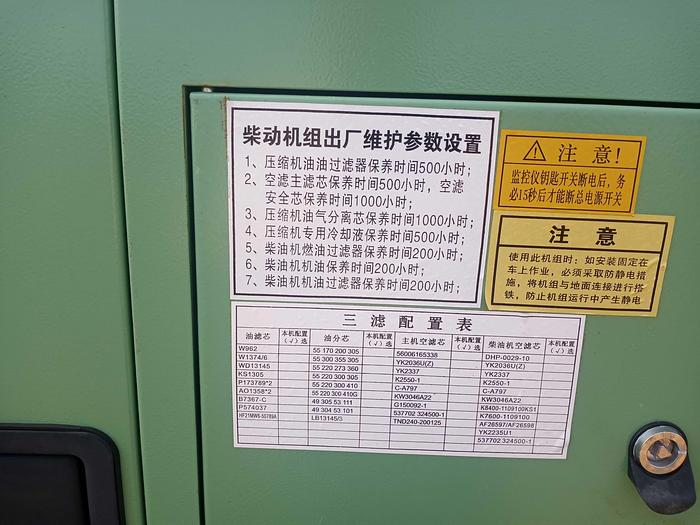 柴动机组出厂维护参数设置
1、压缩机油油过滤器保养时间500小时;
2、空滤主滤芯保养时间500小时，空滤
安全芯保养时间1000小时;
3、压缩机油气分离芯保养时间1000小时;
4、压缩机专用冷却液保养时间500小时;
5、柴油机燃油过滤器保养时间200小时;
6、柴油机机油保养时间200小时;
7、柴油机机油过滤器保养时间200小时;
⚠ 注意!
监控仪钥匙开关断电后，务
必15秒后才能断总电源开关
注意
使用此机组时：如安装固定在
车上作业，必须采取防静电措
施，将机组与地面连接进行搭
铁，防止机组运行中产生静电
三滤配置表
油滤芯 本机配置(√)选 油分芯 本机配置(√)选 主机空滤芯 本机配置(√)选 柴油机空滤芯 本机配置(√)选
W962 55 170 200 305 56006165338 DHP-0029-10
W1374/6 55 300 355 305 YK2036U(Z) YK2036U(Z)
WD13145 55 220 273 360 YK2337 YK2337
KS1305 55 220 300 305 K2550-1 K2550-1
P173789*2 55 220 300 410 C-A797 C-A797
AO1358*2 55 220 300 410G KW3046A22 KW3046A22
B7367-C 49 305 53 111 G150092-1 K8400-1109100KS1
P574037 49 304 53 101 537702 324500-1 K7600-1109100
HF21MW6-50789A LB13145/3 TND240-200125 AF26597/AF26598
YK2235U1
537702 324500-1